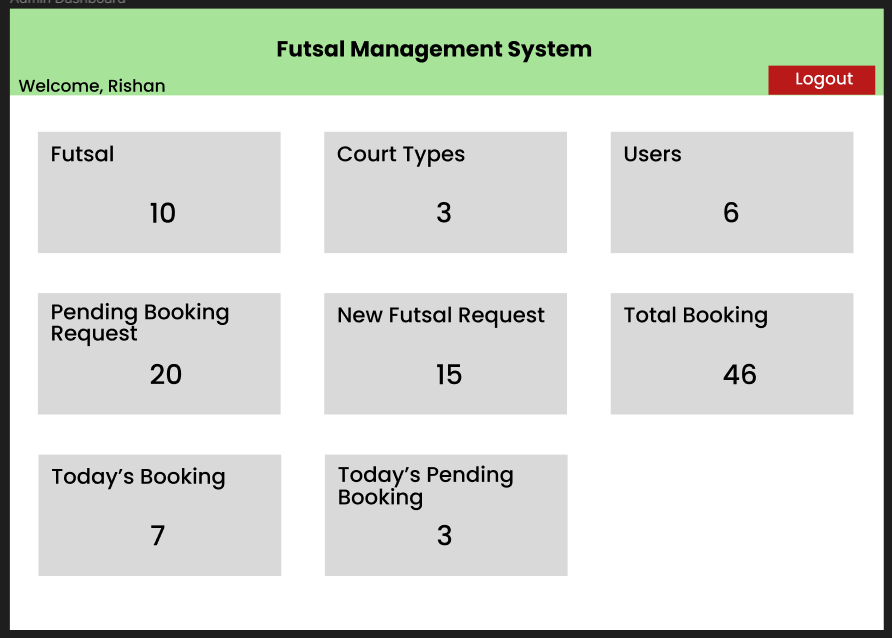 Admin Dashboard
Futsal Management System
Welcome, Rishan
Logout
Futsal
10
Court Types
3
Users
6
Pending Booking
Request
20
New Futsal Request
15
Total Booking
46
Today’s Booking
7
Today’s Pending
Booking
3